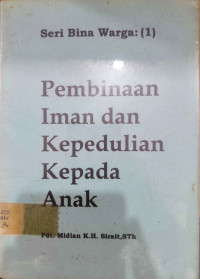 Seri Bina Warga: (1)
Pembinaan
Iman dan
Kepedulian
Kepada
Anak
Pdt. Midian K.H. Sirait, STh